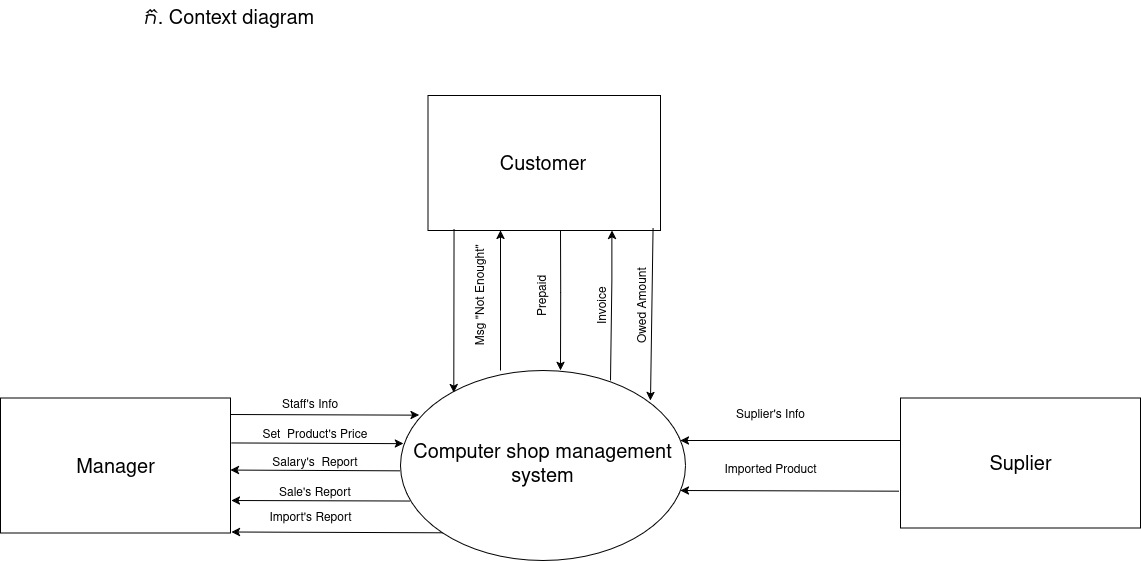 ក. Context diagram
Customer
Msg "Not Enought"
Prepaid
Invoice
Owed Amount
Staff's Info
Set Product's Price
Salary's Report
Sale's Report
Import's Report
Manager
Computer shop management
system
Suplier's Info
Imported Product
Suplier